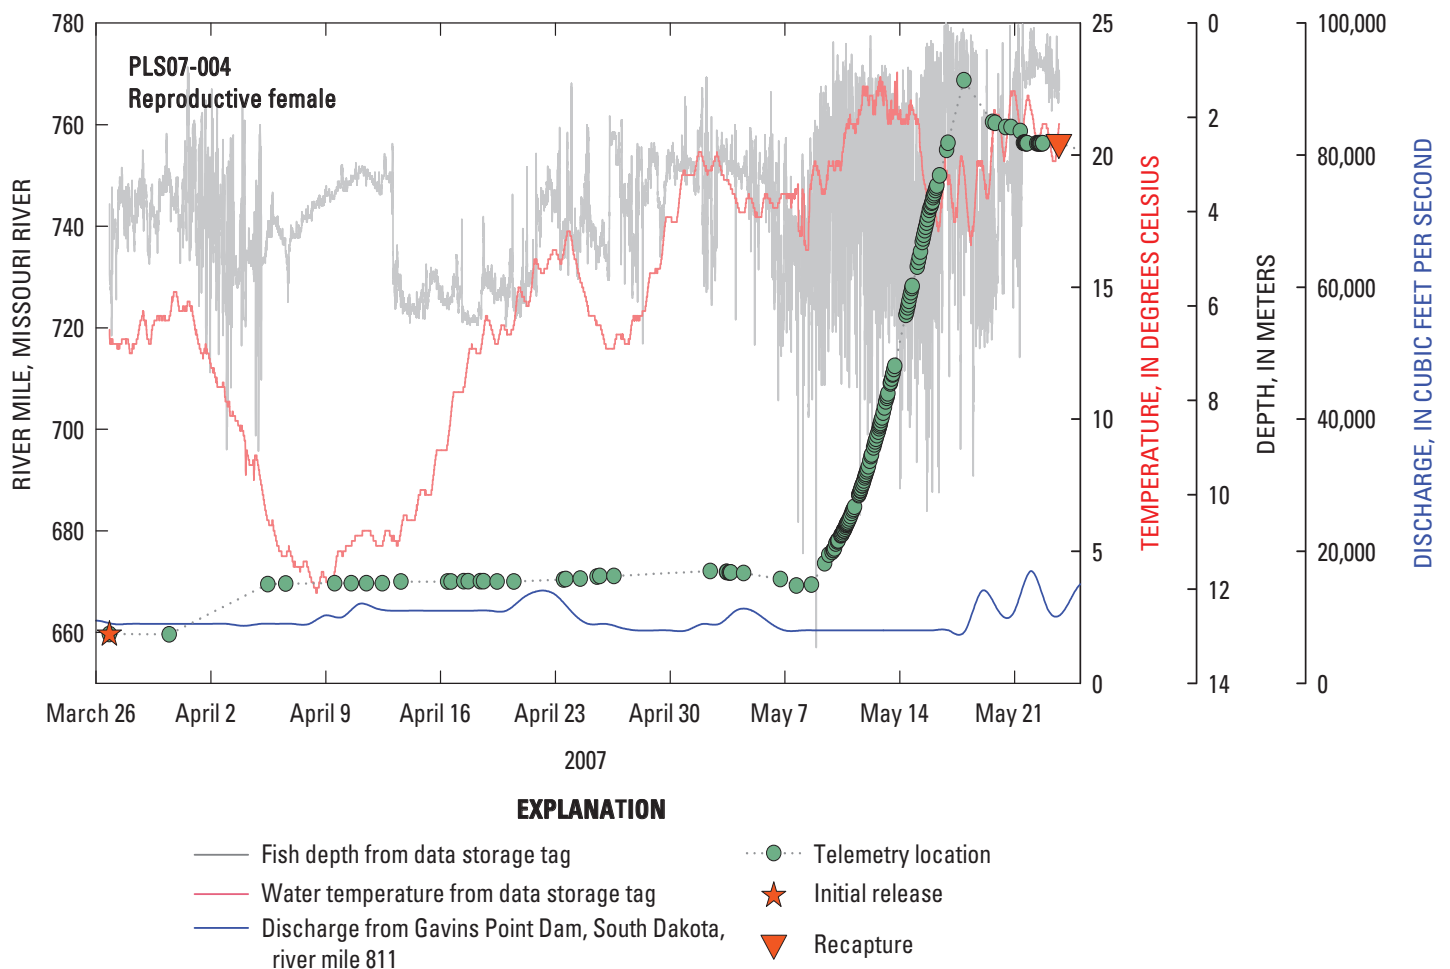 PLS07-004
Reproductive female
RIVER MILE, MISSOURI RIVER
780
760
740
720
700
680
660
25
20
15
10
5
0
TEMPERATURE, IN DEGREES CELSIUS
0
2
4
6
8
10
12
14
DEPTH, IN METERS
100,000
80,000
60,000
40,000
20,000
0
DISCHARGE, IN CUBIC FEET PER SECOND
March 26
April 2
April 9
April 16
April 23
April 30
May 7
May 14
May 21
2007
EXPLANATION
Fish depth from data storage tag
Water temperature from data storage tag
Discharge from Gavins Point Dam, South Dakota,
river mile 811
Telemetry location
Initial release
Recapture